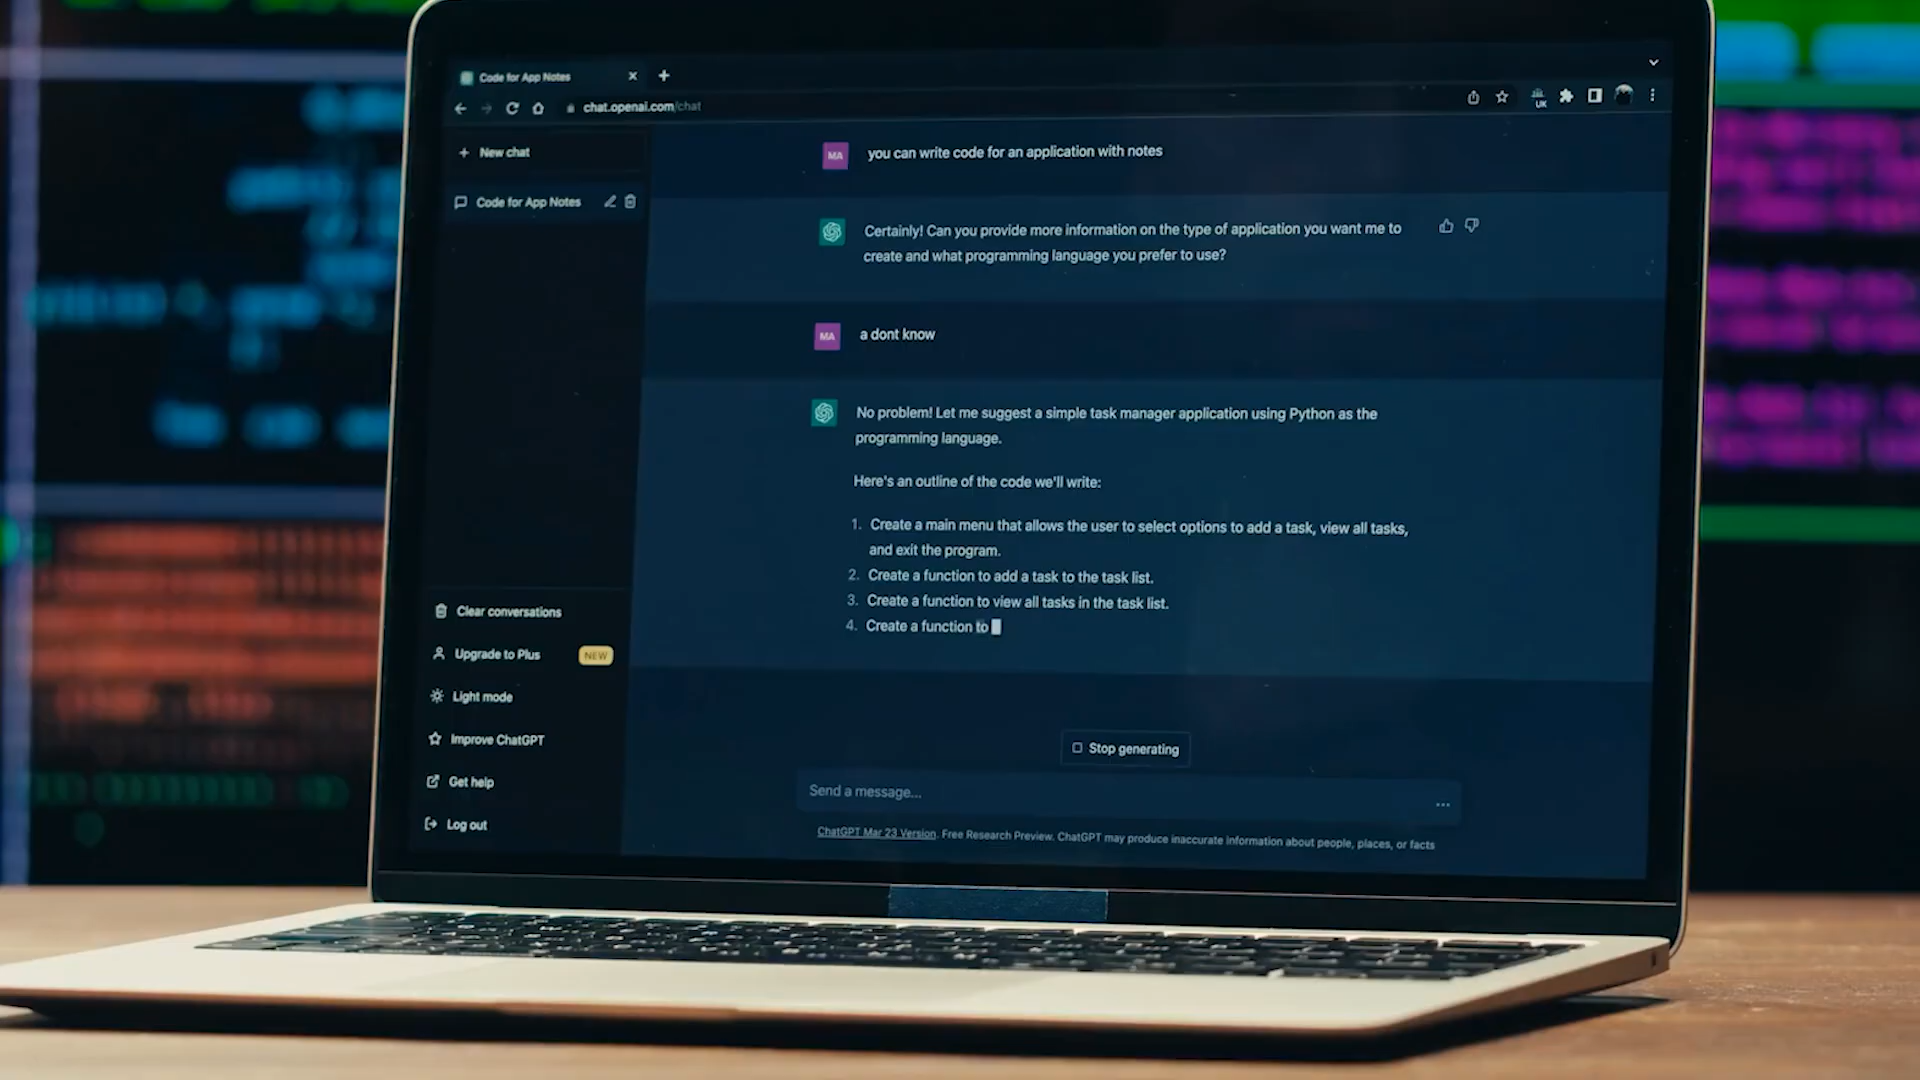 Code for App Notes
chat.openai.com/chat
UK
New chat
Code for App Notes
MA
you can write code for an application with notes
Certainly! Can you provide more information on the type of application you want me to
create and what programming language you prefer to use?
MA
a dont know
No problem! Let me suggest a simple task manager application using Python as the
programming language.
Here's an outline of the code we'll write:
1. Create a main menu that allows the user to select options to add a task, view all tasks,
and exit the program.
2. Create a function to add a task to the task list.
3. Create a function to view all tasks in the task list.
4. Create a function to
Clear conversations
Upgrade to Plus NEW
Light mode
Improve ChatGPT
Get help
Log out
Stop generating
Send a message...
ChatGPT Mar 23 Version. Free Research Preview. ChatGPT may produce inaccurate information about people, places, or facts